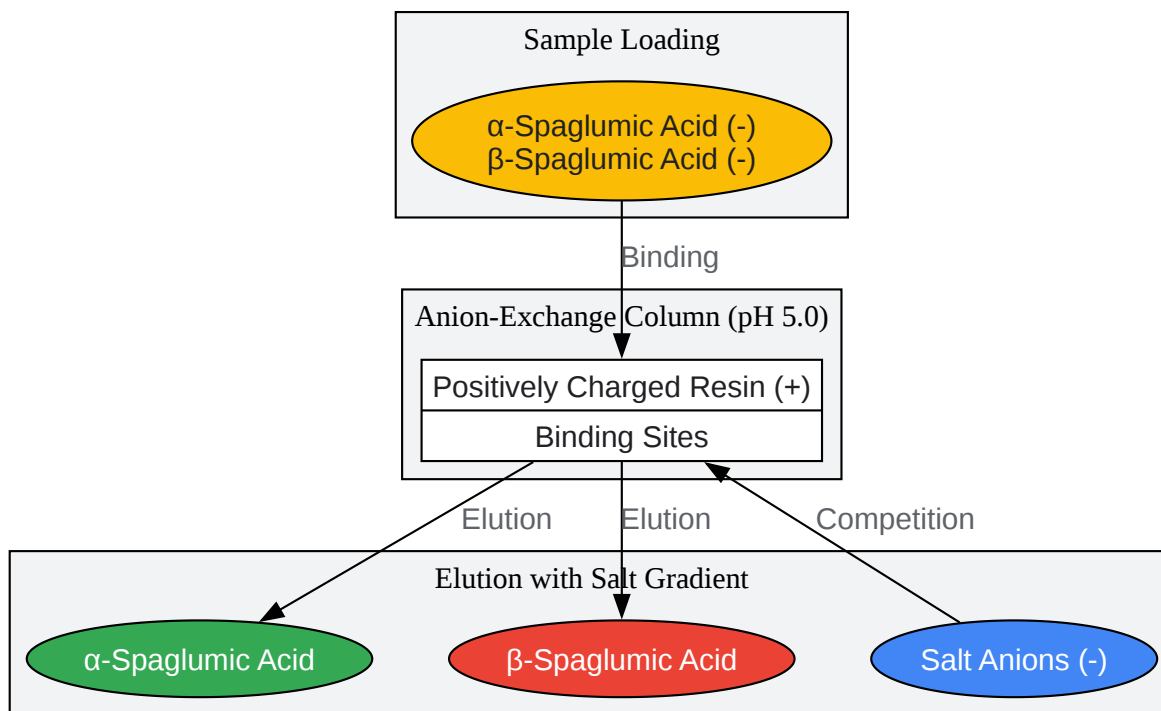 Sample Loading
α-Spaglumic Acid (-)
β-Spaglumic Acid (-)
Binding
Anion-Exchange Column (pH 5.0)
Positively Charged Resin (+)
Binding Sites
Elution
Elution
Competition
Elution with Salt Gradient
α-Spaglumic Acid
β-Spaglumic Acid
Salt Anions (-)